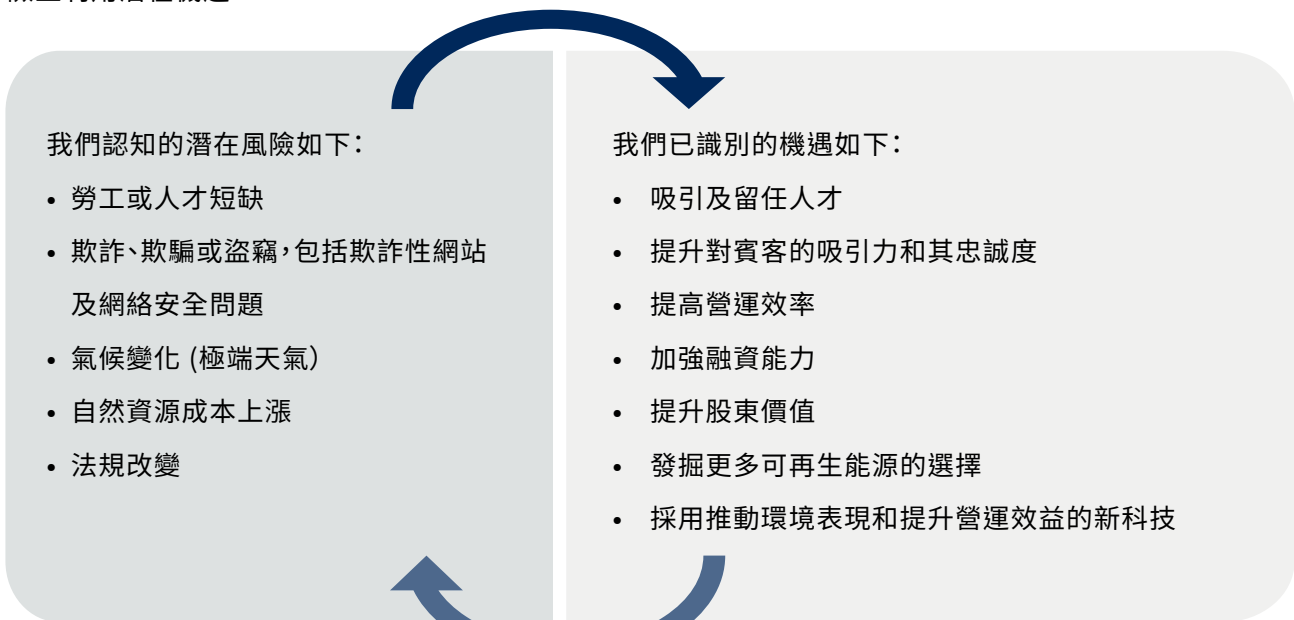 我們認知的潛在風險如下：
• 勞工或人才短缺
• 欺詐、欺騙或盜竊，包括欺詐性網站
及網絡安全問題
• 氣候變化 (極端天氣）
• 自然資源成本上漲
• 法規改變
我們已識別的機遇如下：
• 吸引及留任人才
• 提升對賓客的吸引力和其忠誠度
• 提高營運效率
• 加強融資能力
• 提升股東價值
• 發掘更多可再生能源的選擇
• 採用推動環境表現和提升營運效益的新科技